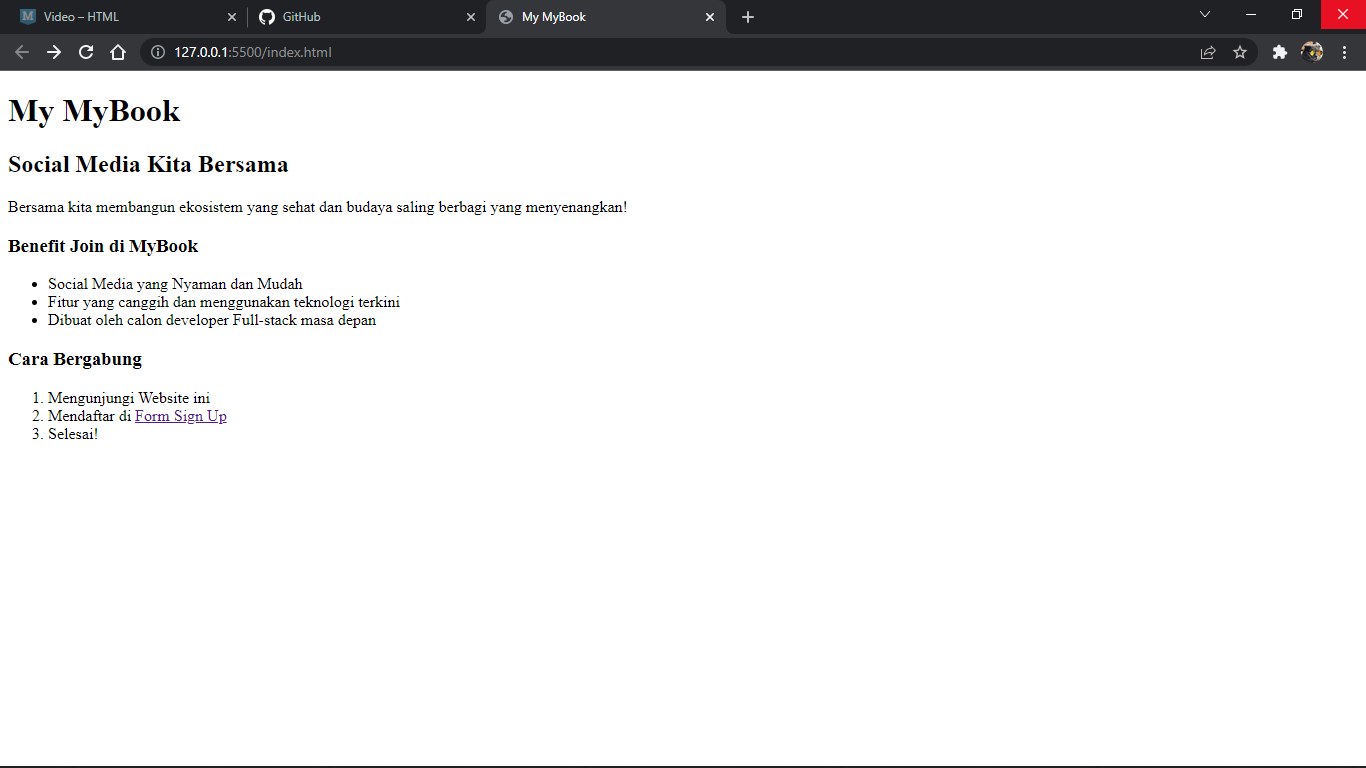 Video – HTML
GitHub
My MyBook
127.0.0.1:5500/index.html
My MyBook
Social Media Kita Bersama
Bersama kita membangun ekosistem yang sehat dan budaya saling berbagi yang menyenangkan!
Benefit Join di MyBook
Social Media yang Nyaman dan Mudah
Fitur yang canggih dan menggunakan teknologi terkini
Dibuat oleh calon developer Full-stack masa depan
Cara Bergabung
1. Mengunjungi Website ini
2. Mendaftar di Form Sign Up
3. Selesai!